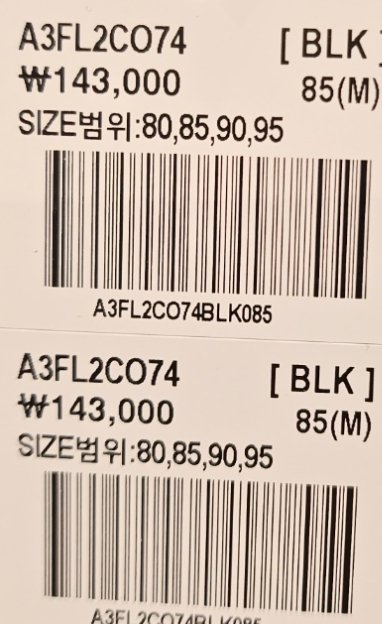 A3FL2CO74 [ BLK ]
₩143,000 85(M)
SIZE범위:80,85,90,95
A3FL2CO74BLK085
A3FL2CO74 [ BLK ]
₩143,000 85(M)
SIZE범위:80,85,90,95
A3FL2CO74BLK085